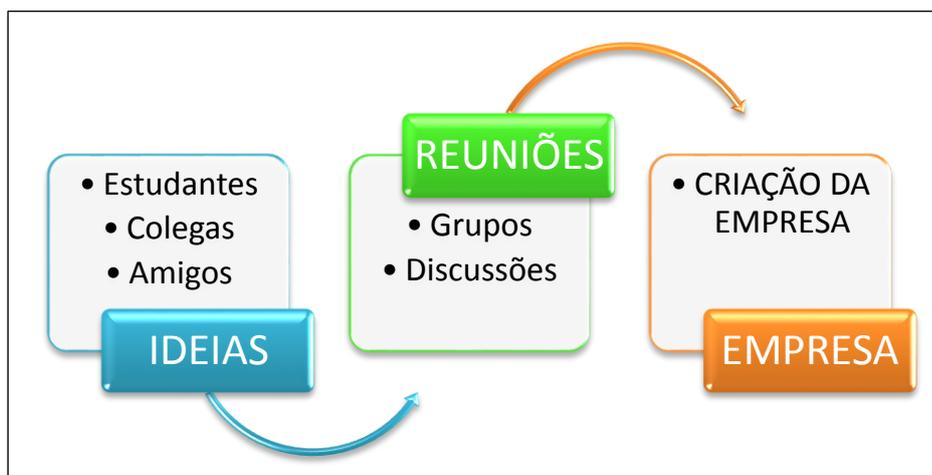 • Estudantes
• Colegas
• Amigos
IDEIAS
REUNIÕES
• Grupos
• Discussões
• CRIAÇÃO DA
EMPRESA
EMPRESA